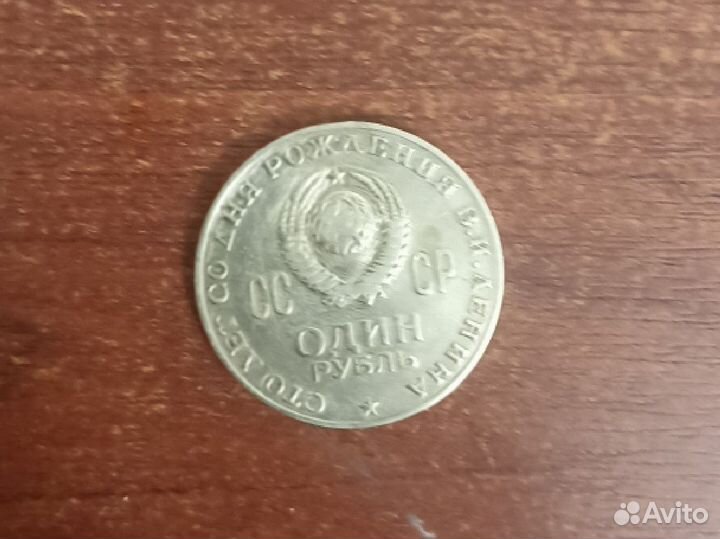 СТО ЛЕТ СО ДНЯ РОЖДЕНИЯ В.И.ЛЕНИНА
СС СР
ОДИН
РУБЛЬ
Avito